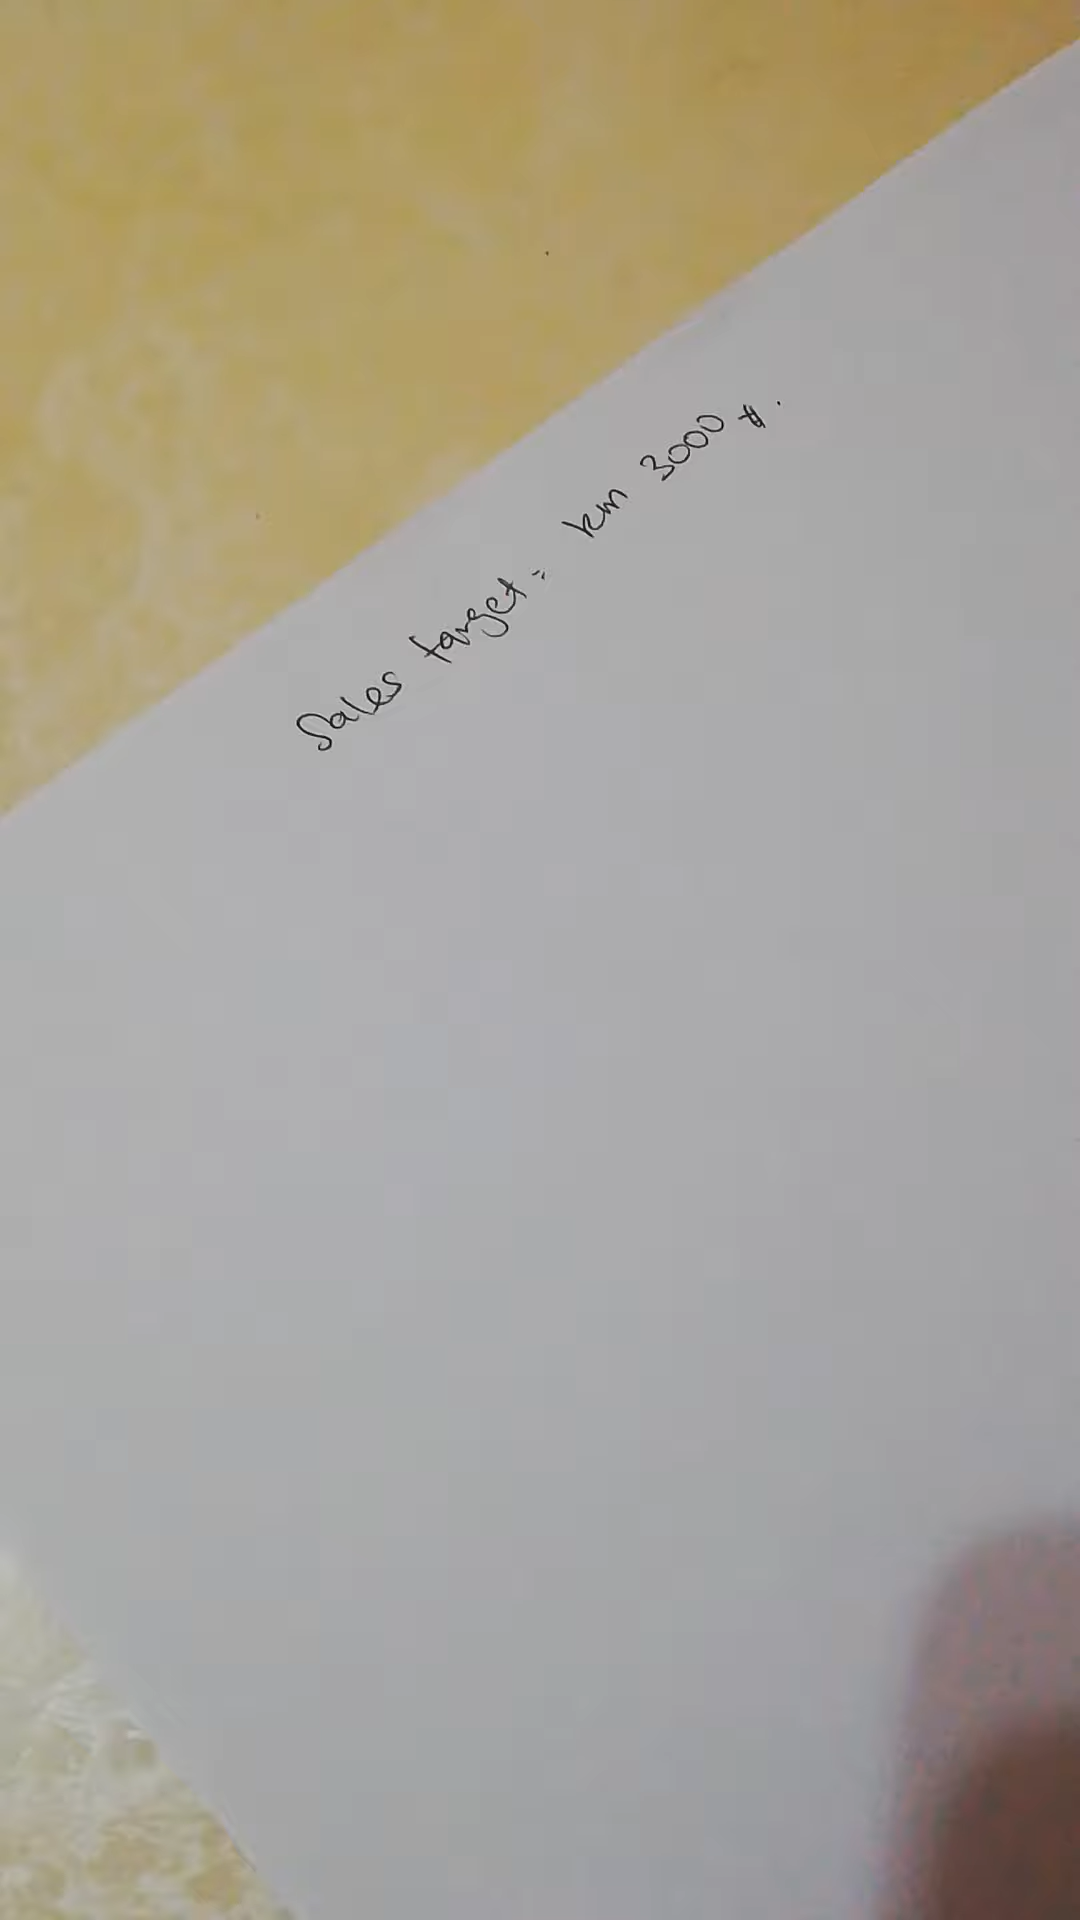 Sales target = RM 3000 #.